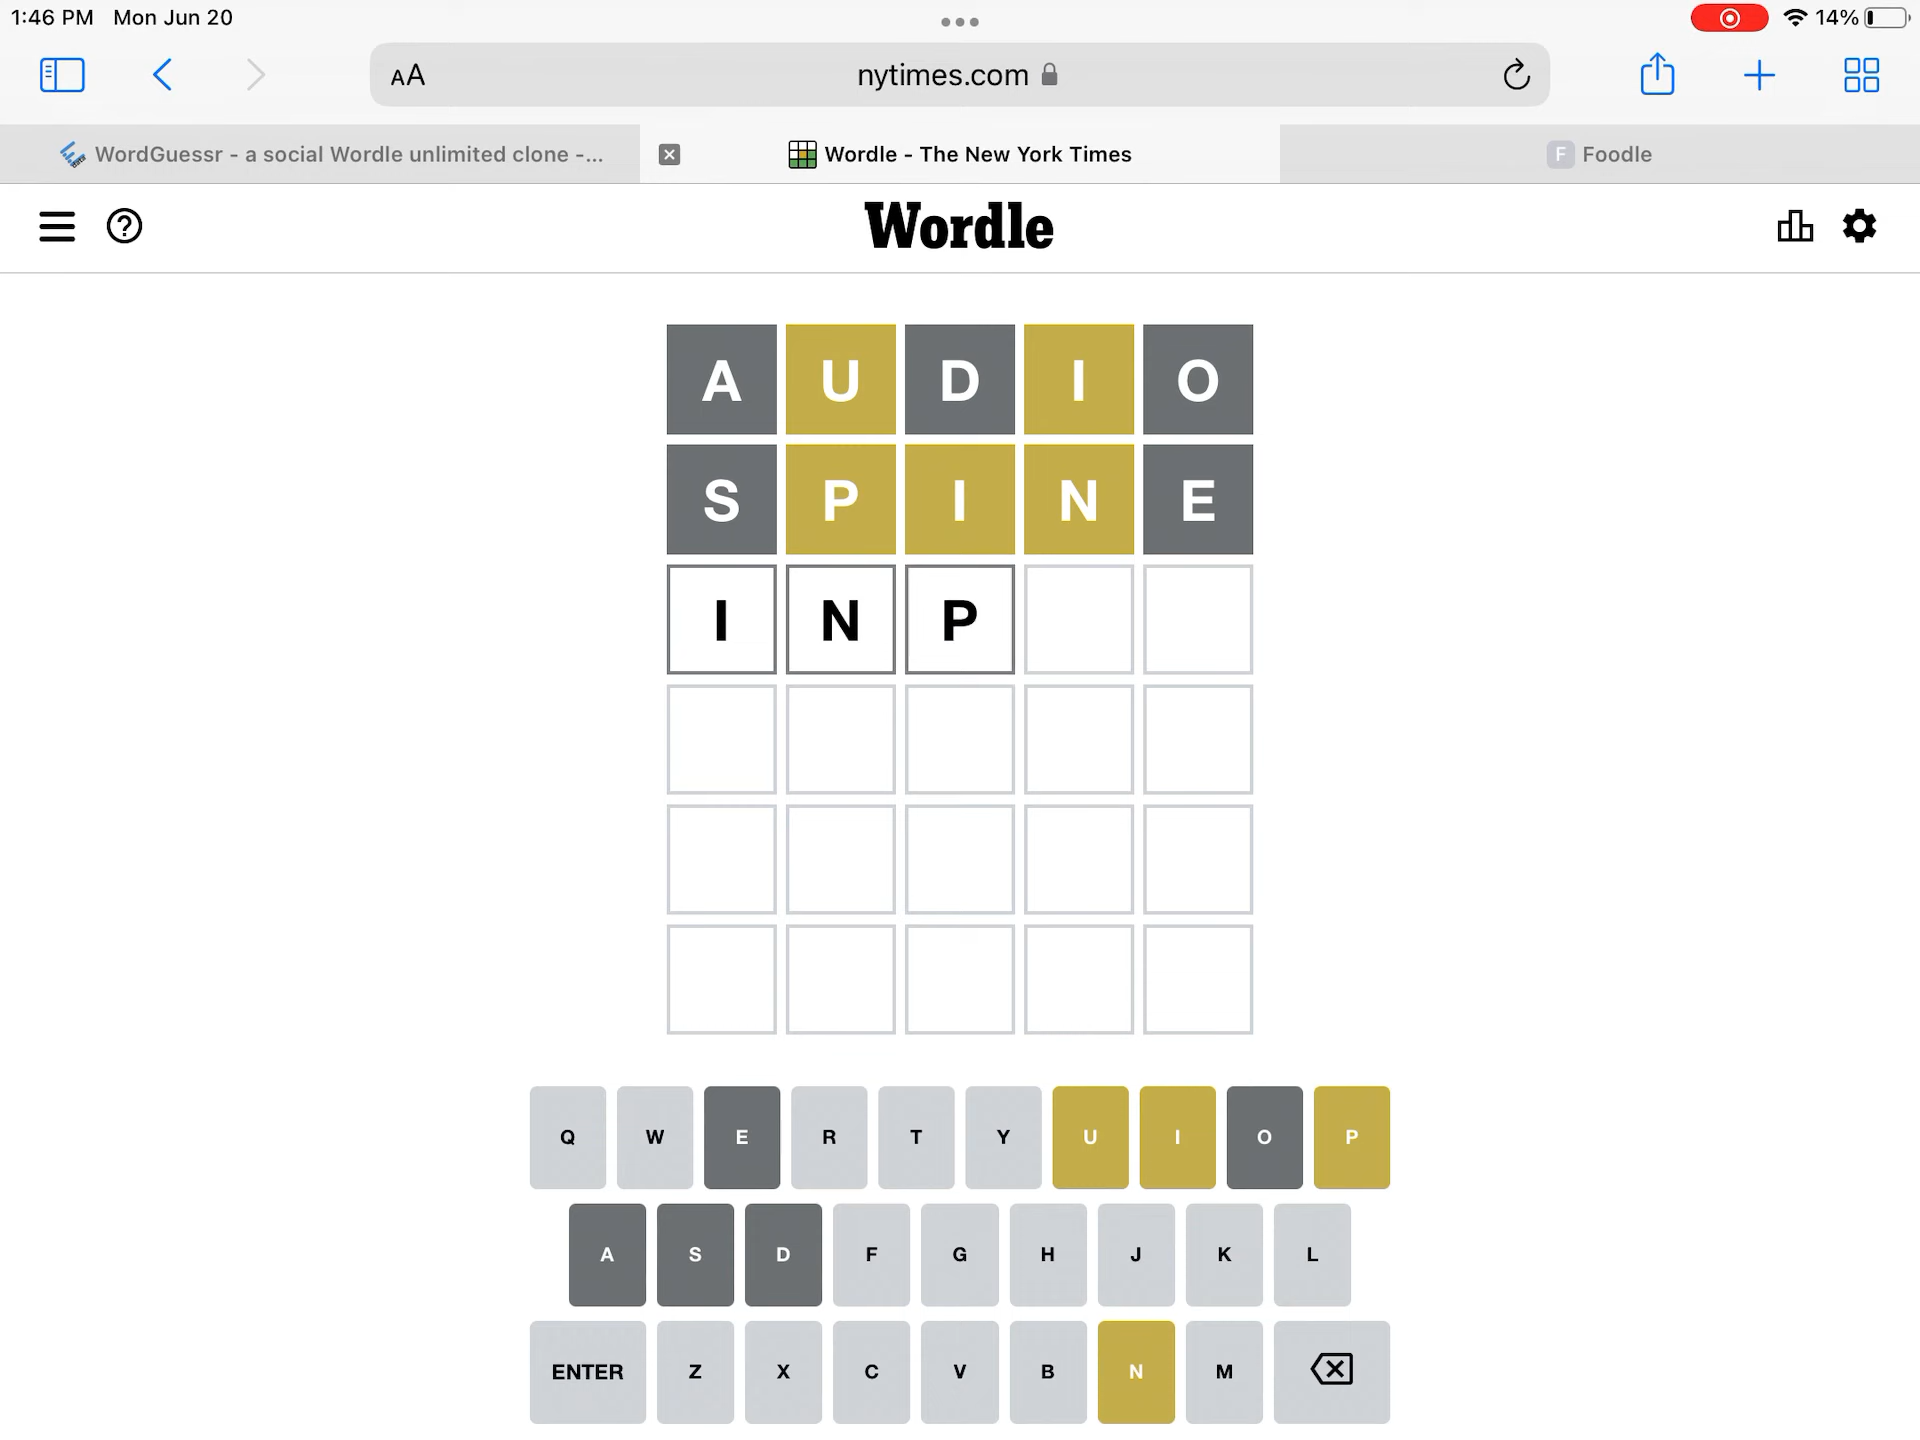 1:46 PM Mon Jun 20
14%
AA nytimes.com
WordGuessr - a social Wordle unlimited clone -...
Wordle - The New York Times
F Foodle
Wordle
A U D I O
S P I N E
I N P
Q W E R T Y U I O P
A S D F G H J K L
ENTER Z X C V B N M